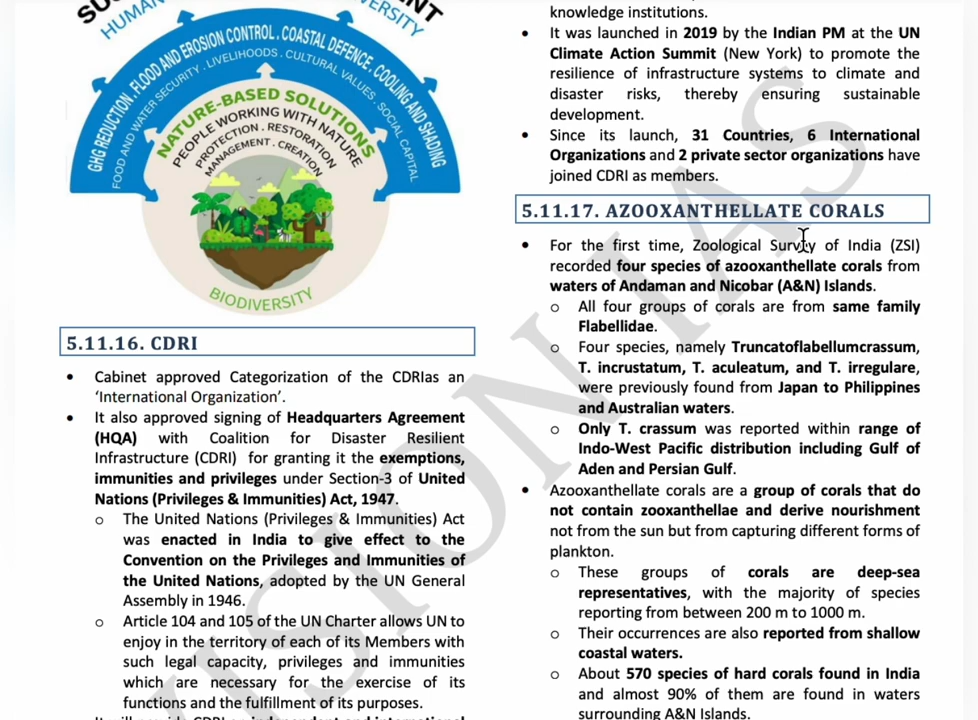 HUMAN
GHG REDUCTION. FLOOD AND EROSION CONTROL. COASTAL DEFENCE. COOLING AND SHADING
FOOD AND WATER SECURITY. LIVELIHOODS. CULTURAL VALUES. SOCIAL CAPITAL
NATURE-BASED SOLUTIONS
PEOPLE WORKING WITH NATURE
PROTECTION. RESTORATION
MANAGEMENT. CREATION
BIODIVERSITY
5.11.16. CDRI
• Cabinet approved Categorization of the CDRIas an
‘International Organization’.
• It also approved signing of Headquarters Agreement
(HQA) with Coalition for Disaster Resilient
Infrastructure (CDRI) for granting it the exemptions,
immunities and privileges under Section-3 of United
Nations (Privileges & Immunities) Act, 1947.
o The United Nations (Privileges & Immunities) Act
was enacted in India to give effect to the
Convention on the Privileges and Immunities of
the United Nations, adopted by the UN General
Assembly in 1946.
o Article 104 and 105 of the UN Charter allows UN to
enjoy in the territory of each of its Members with
such legal capacity, privileges and immunities
which are necessary for the exercise of its
functions and the fulfillment of its purposes.
knowledge institutions.
• It was launched in 2019 by the Indian PM at the UN
Climate Action Summit (New York) to promote the
resilience of infrastructure systems to climate and
disaster risks, thereby ensuring sustainable
development.
• Since its launch, 31 Countries, 6 International
Organizations and 2 private sector organizations have
joined CDRI as members.
5.11.17. AZOOXANTHELLATE CORALS
• For the first time, Zoological Survey of India (ZSI)
recorded four species of azooxanthellate corals from
waters of Andaman and Nicobar (A&N) Islands.
o All four groups of corals are from same family
Flabellidae.
o Four species, namely Truncatoflabellumcrassum,
T. incrustatum, T. aculeatum, and T. irregulare,
were previously found from Japan to Philippines
and Australian waters.
o Only T. crassum was reported within range of
Indo-West Pacific distribution including Gulf of
Aden and Persian Gulf.
• Azooxanthellate corals are a group of corals that do
not contain zooxanthellae and derive nourishment
not from the sun but from capturing different forms of
plankton.
o These groups of corals are deep-sea
representatives, with the majority of species
reporting from between 200 m to 1000 m.
o Their occurrences are also reported from shallow
coastal waters.
o About 570 species of hard corals found in India
and almost 90% of them are found in waters
surrounding A&N Islands.
VISION IAS